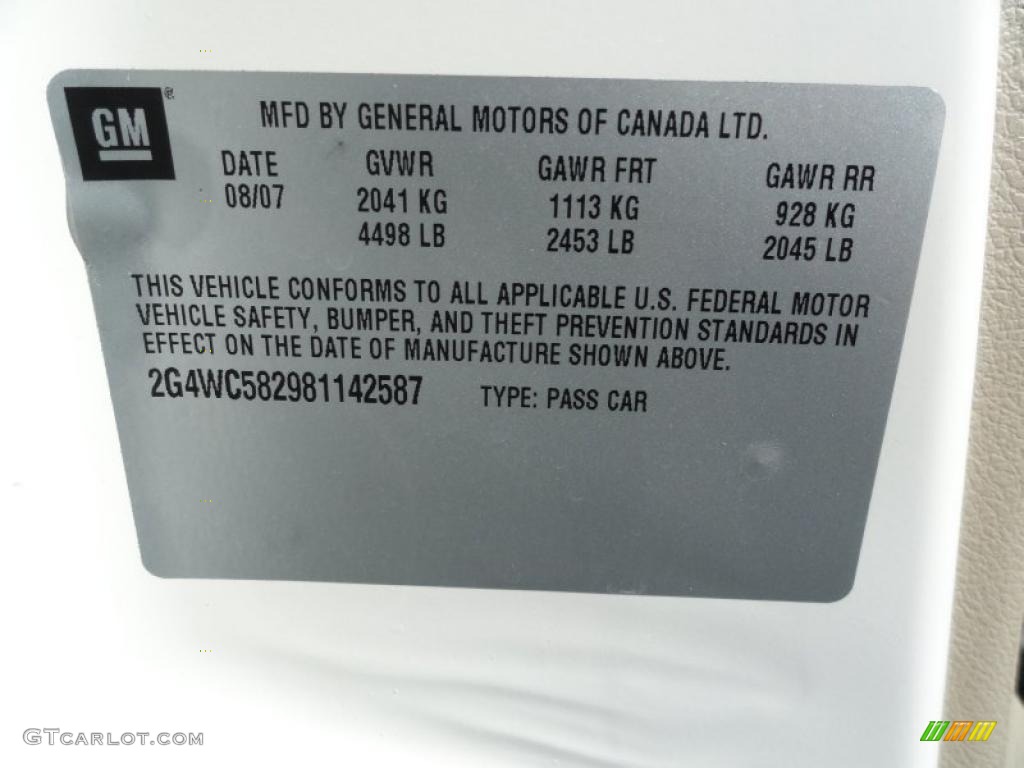 GM®
MFD BY GENERAL MOTORS OF CANADA LTD.
DATE GVWR GAWR FRT GAWR RR
08/07 2041 KG 1113 KG 928 KG
4498 LB 2453 LB 2045 LB
THIS VEHICLE CONFORMS TO ALL APPLICABLE U.S. FEDERAL MOTOR
VEHICLE SAFETY, BUMPER, AND THEFT PREVENTION STANDARDS IN
EFFECT ON THE DATE OF MANUFACTURE SHOWN ABOVE.
2G4WC582981142587 TYPE: PASS CAR
GTCARLOT.COM